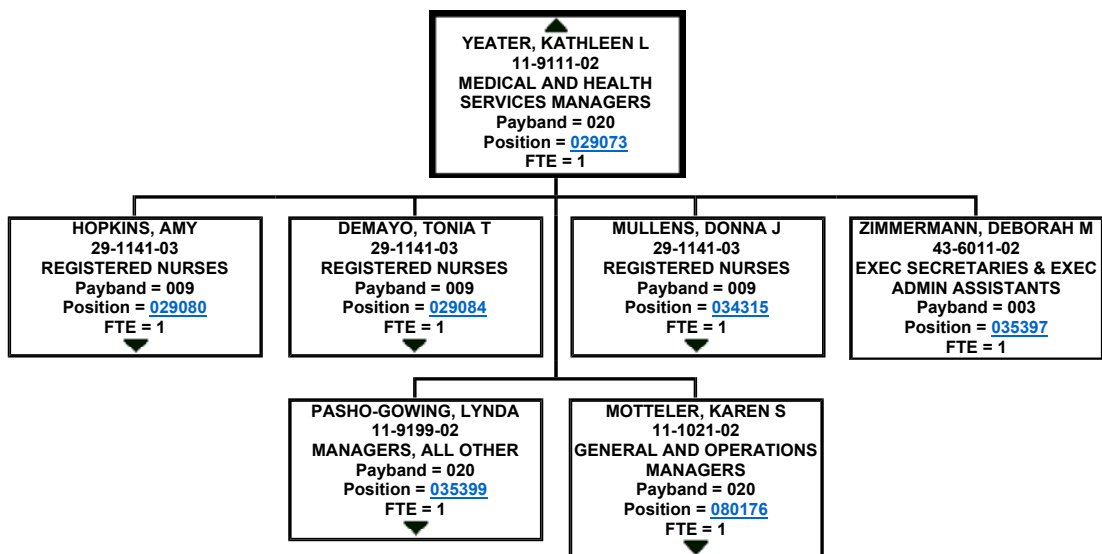 YEATER, KATHLEEN L
11-9111-02
MEDICAL AND HEALTH
SERVICES MANAGERS
Payband = 020
Position = 029073
FTE = 1
HOPKINS, AMY
29-1141-03
REGISTERED NURSES
Payband = 009
Position = 029080
FTE = 1
DEMAYO, TONIA T
29-1141-03
REGISTERED NURSES
Payband = 009
Position = 029084
FTE = 1
MULLENS, DONNA J
29-1141-03
REGISTERED NURSES
Payband = 009
Position = 034315
FTE = 1
ZIMMERMANN, DEBORAH M
43-6011-02
EXEC SECRETARIES & EXEC
ADMIN ASSISTANTS
Payband = 003
Position = 035397
FTE = 1
PASHO-GOWING, LYNDA
11-9199-02
MANAGERS, ALL OTHER
Payband = 020
Position = 035399
FTE = 1
MOTTELER, KAREN S
11-1021-02
GENERAL AND OPERATIONS
MANAGERS
Payband = 020
Position = 080176
FTE = 1